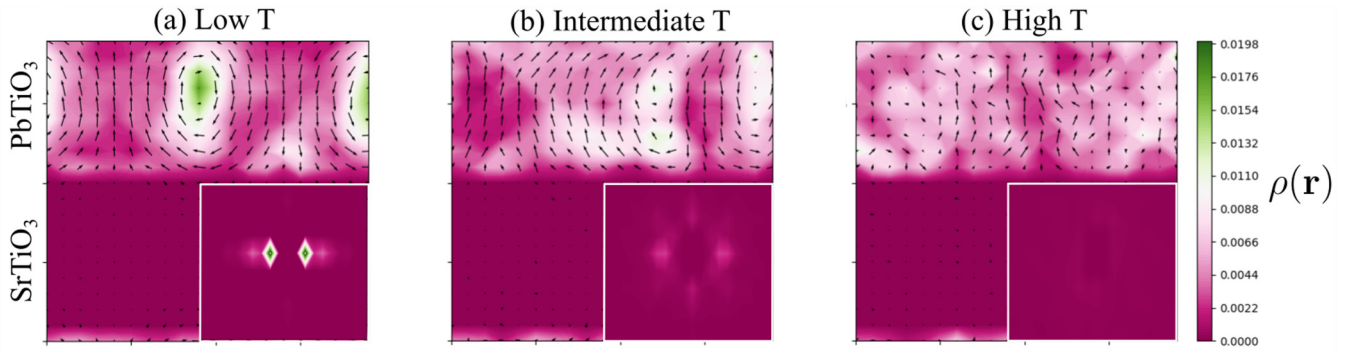 (a) Low T
(b) Intermediate T
(c) High T
PbTiO₃
SrTiO₃
0.0198
0.0176
0.0154
0.0132
0.0110
0.0088
0.0066
0.0044
0.0022
0.0000
ρ(r)